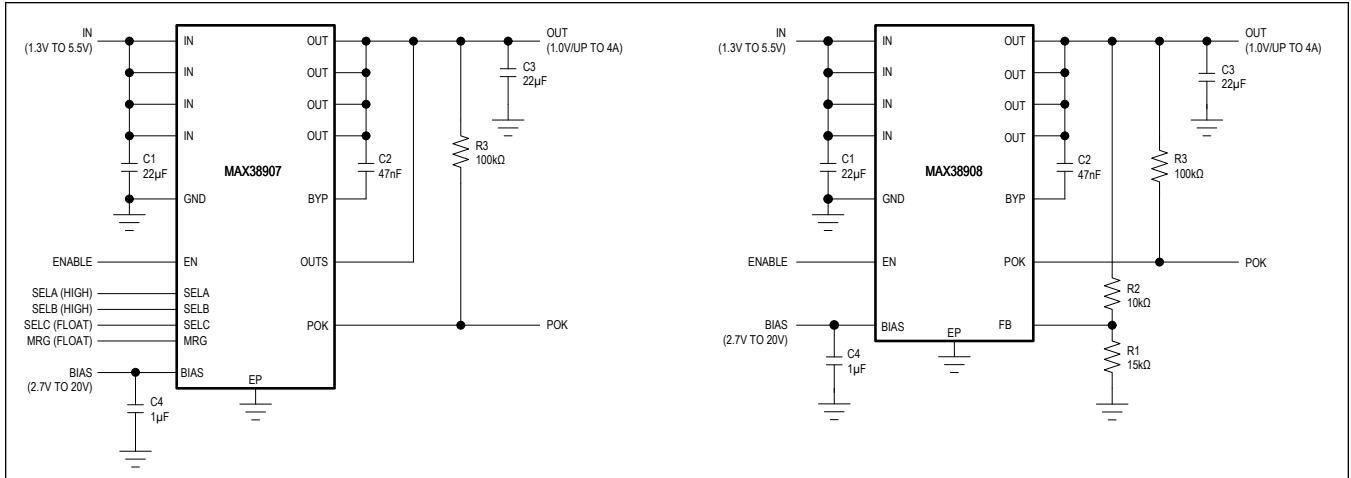 IN
(1.3V TO 5.5V)
IN
IN
IN
IN
C1
22µF
GND
ENABLE
EN
SELA (HIGH)
SELA
SELB (HIGH)
SELB
SELC (FLOAT)
SELC
MRG (FLOAT)
MRG
BIAS
(2.7V TO 20V)
BIAS
C4
1µF
EP
MAX38907
OUT
OUT
OUT
OUT
BYP
C2
47nF
OUTS
POK
R3
100kΩ
C3
22µF
OUT
(1.0V/UP TO 4A)
POK
IN
(1.3V TO 5.5V)
IN
IN
IN
IN
C1
22µF
GND
ENABLE
EN
BIAS
(2.7V TO 20V)
BIAS
C4
1µF
EP
MAX38908
OUT
OUT
OUT
OUT
BYP
C2
47nF
POK
FB
R3
100kΩ
C3
22µF
OUT
(1.0V/UP TO 4A)
POK
R2
10kΩ
R1
15kΩ